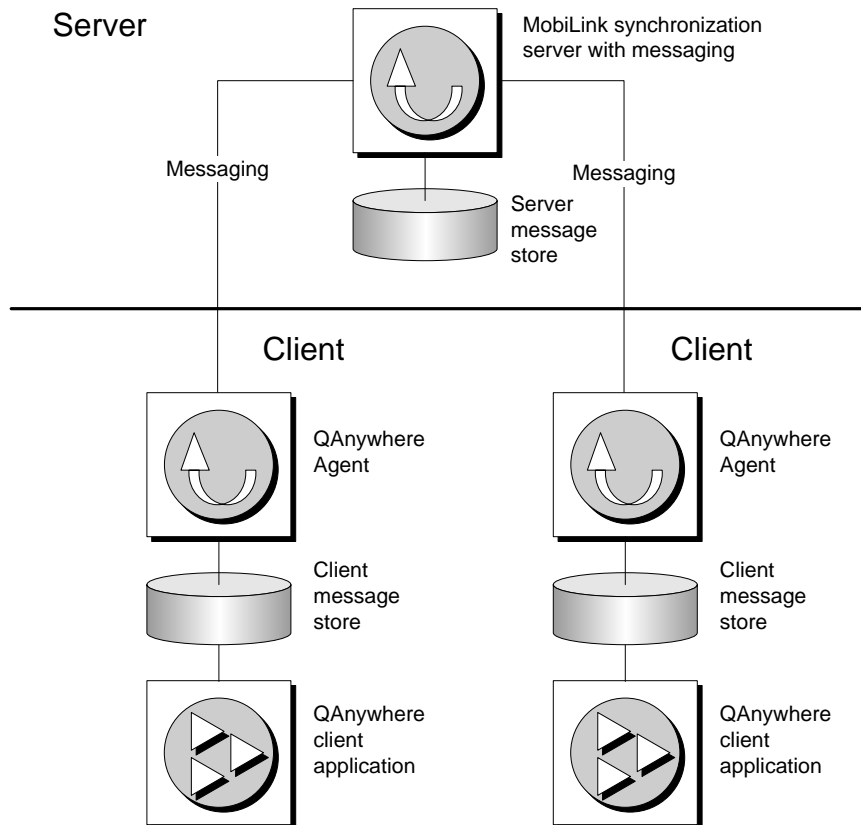 Server
MobiLink synchronization
server with messaging
Messaging
Messaging
Server
message
store
Client
Client
QAnywhere
Agent
QAnywhere
Agent
Client
message
store
Client
message
store
QAnywhere
client
application
QAnywhere
client
application